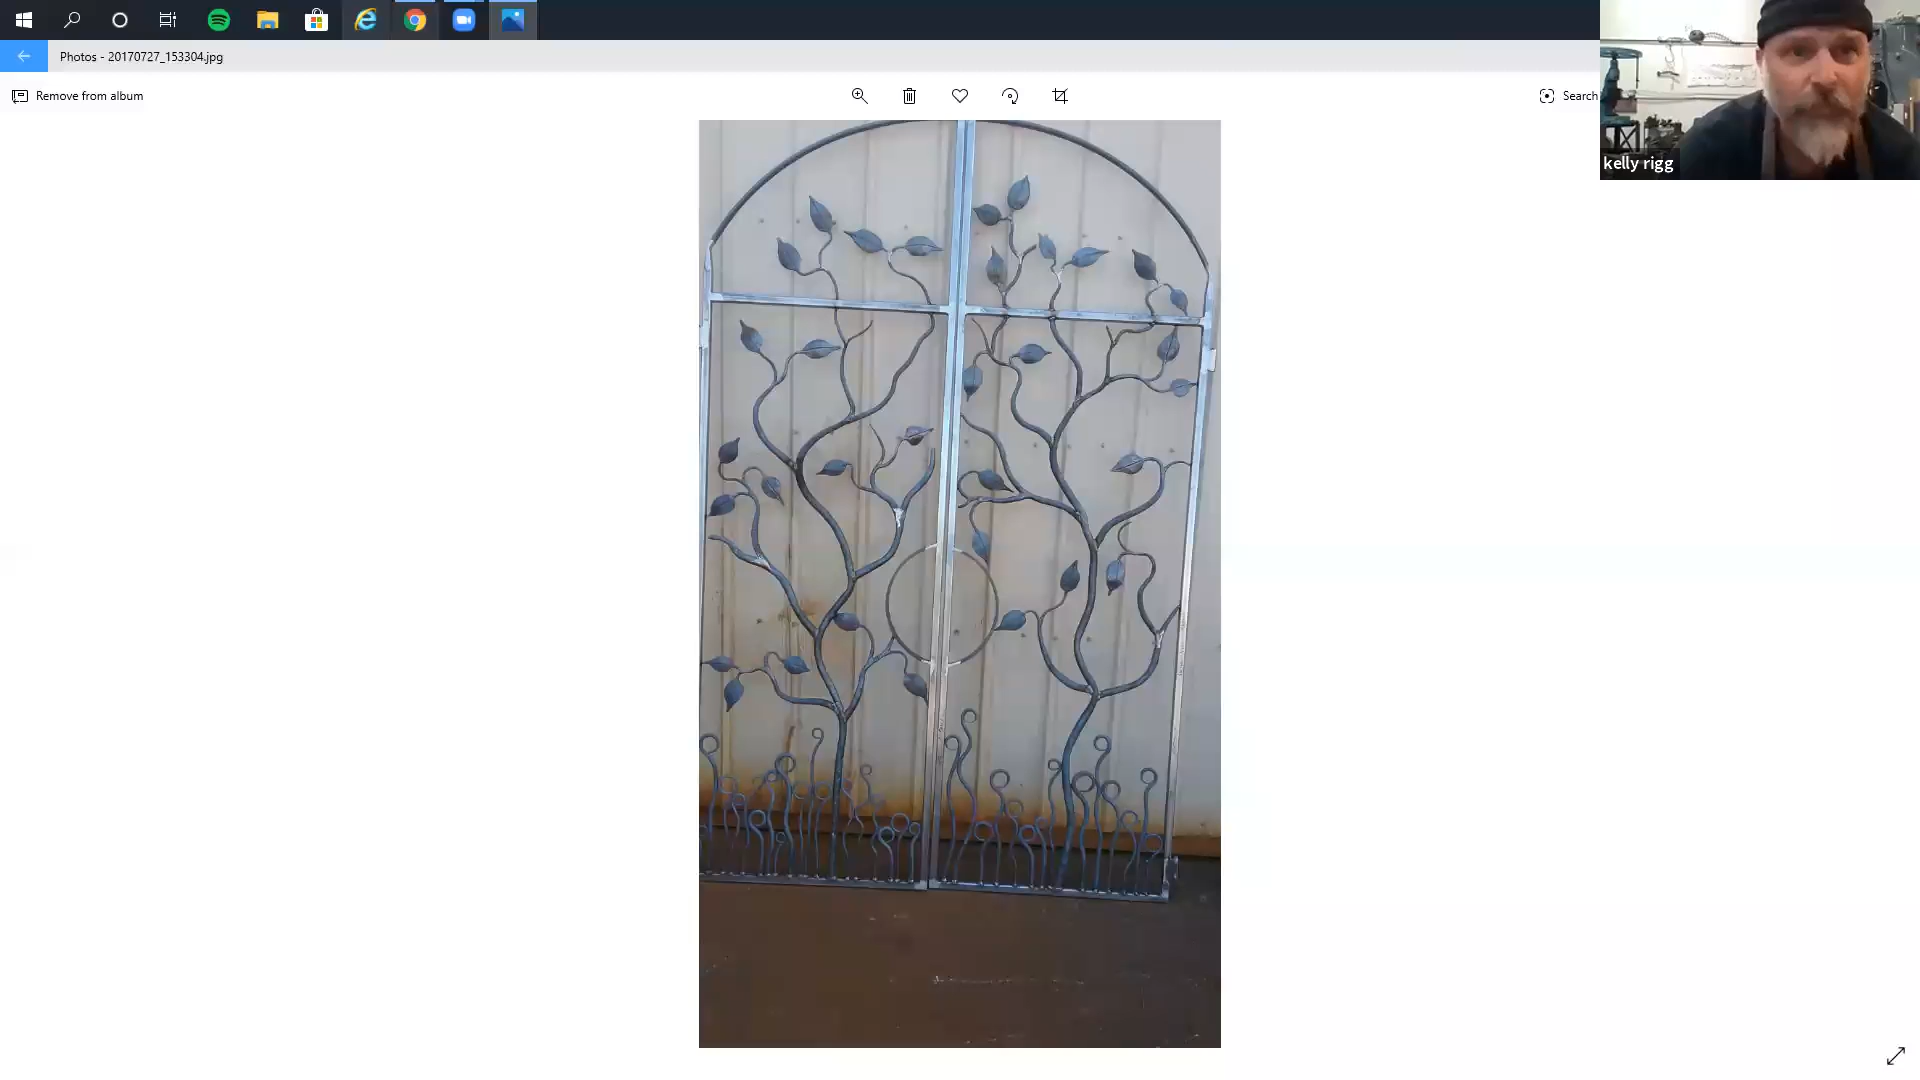 Photos - 20170727_153304.jpg
Remove from album
Search
kelly rigg